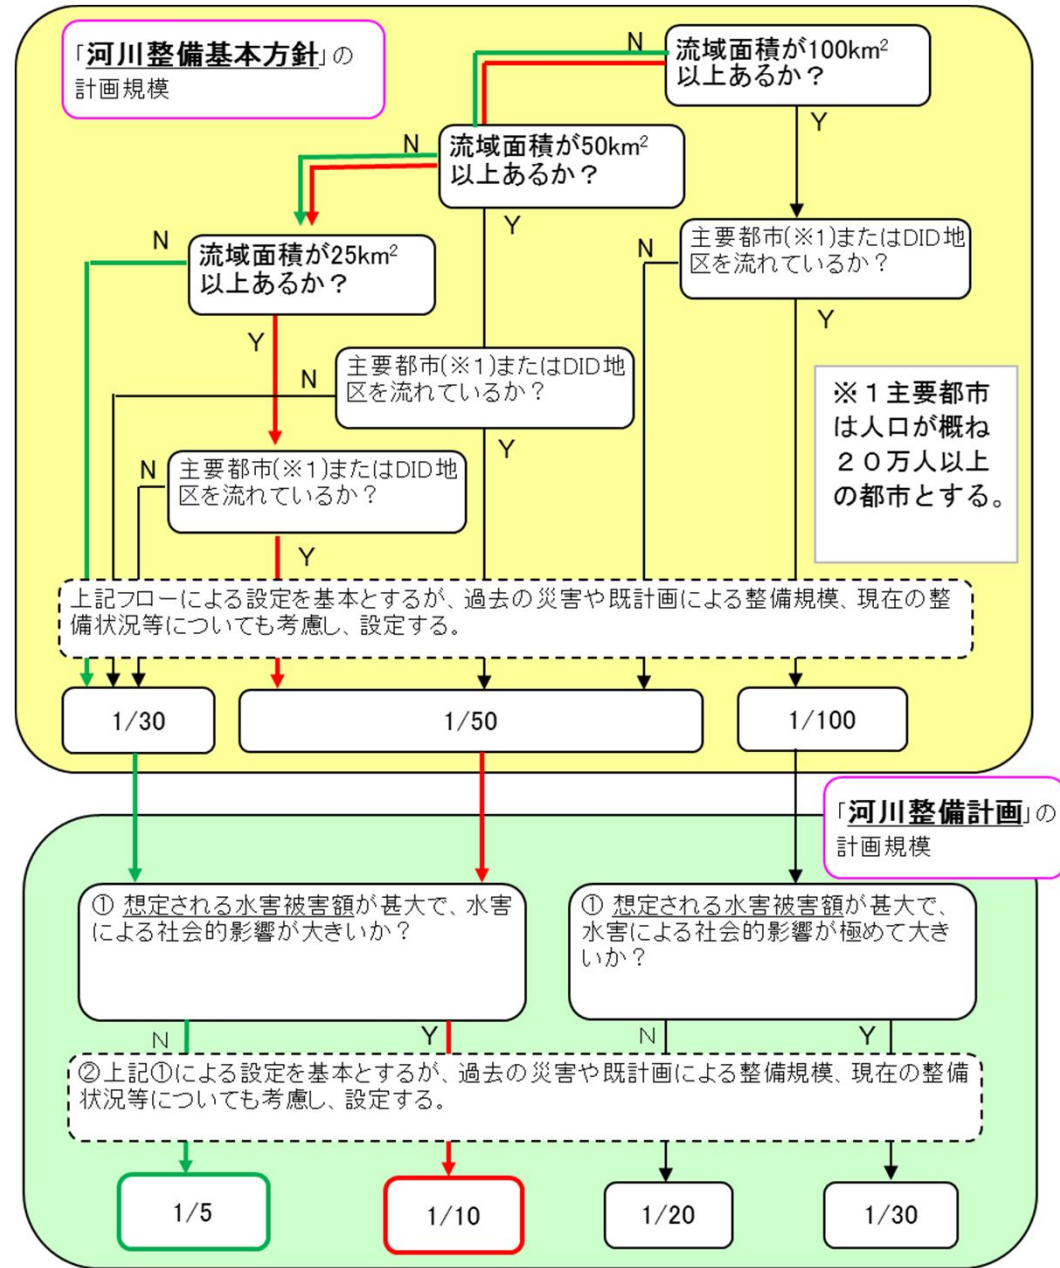 「河川整備基本方針」の
計画規模
N
流域面積が100km²
以上あるか？
Y
N
流域面積が50km²
以上あるか？
Y
N
流域面積が25km²
以上あるか？
Y
N
主要都市(※1)またはDID地
区を流れているか？
Y
N
主要都市(※1)またはDID地
区を流れているか？
Y
※１主要都市
は人口が概ね
２０万人以上
の都市とする。
N
主要都市(※1)またはDID地
区を流れているか？
Y
上記フローによる設定を基本とするが、過去の災害や既計画による整備規模、現在の整
備状況等についても考慮し、設定する。
1/30
1/50
1/100
「河川整備計画」の
計画規模
① 想定される水害被害額が甚大で、水害
による社会的影響が大きいか？
① 想定される水害被害額が甚大で、
水害による社会的影響が極めて大き
いか？
N
Y
N
Y
②上記①による設定を基本とするが、過去の災害や既計画による整備規模、現在の整備
状況等についても考慮し、設定する。
1/5
1/10
1/20
1/30